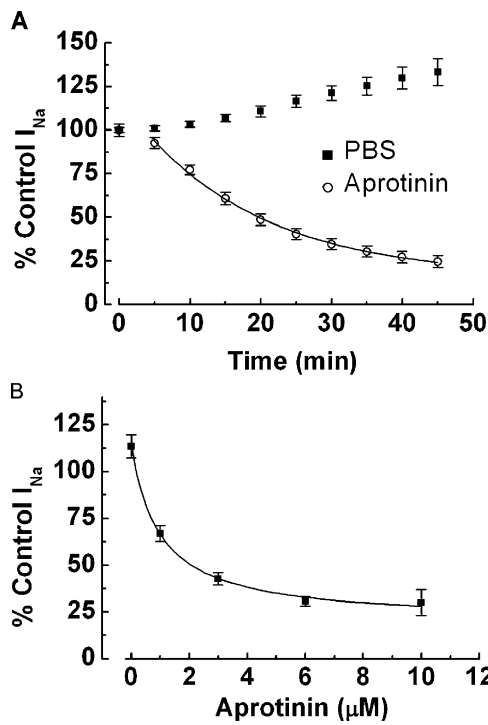 A
150
125
100
75
50
25
0
% Control I_Na
PBS
Aprotinin
0 10 20 30 40 50
Time (min)
B
125
100
75
50
25
0
% Control I_Na
0 2 4 6 8 10 12
Aprotinin (μM)